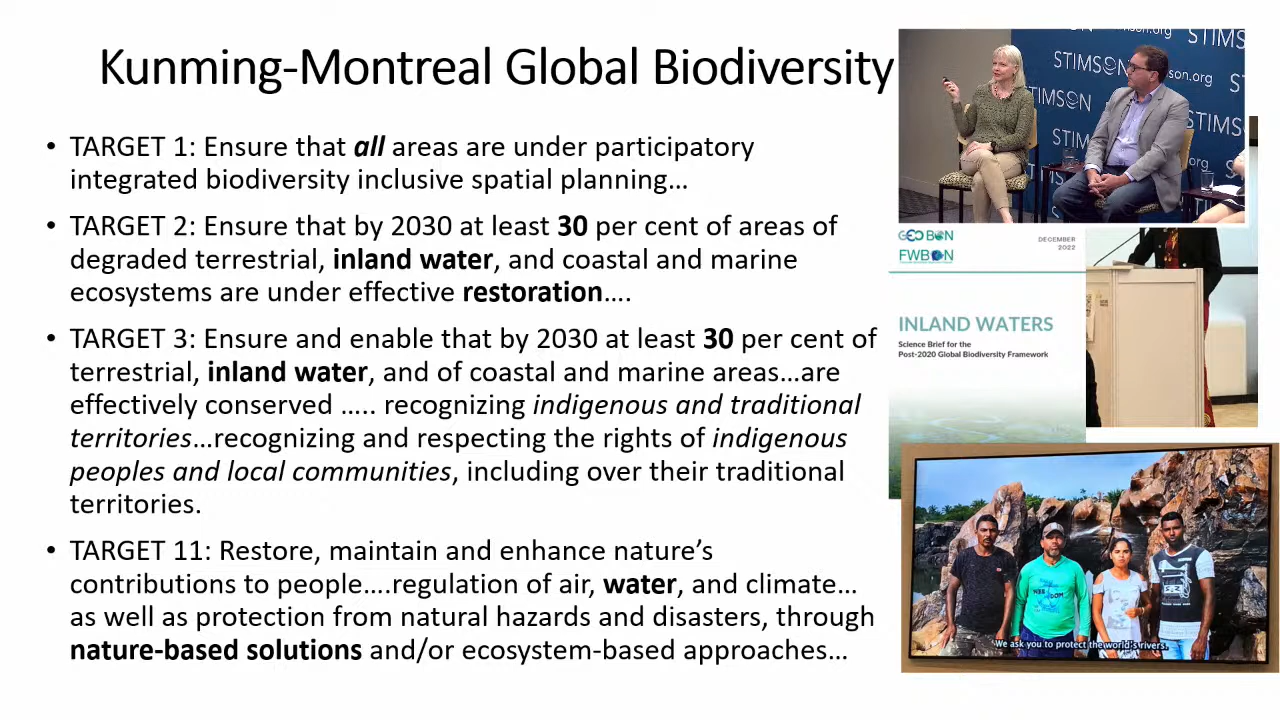 Kunming-Montreal Global Biodiversity
• TARGET 1: Ensure that all areas are under participatory
integrated biodiversity inclusive spatial planning...
• TARGET 2: Ensure that by 2030 at least 30 per cent of areas of
degraded terrestrial, inland water, and coastal and marine
ecosystems are under effective restoration....
• TARGET 3: Ensure and enable that by 2030 at least 30 per cent of
terrestrial, inland water, and of coastal and marine areas...are
effectively conserved ..... recognizing indigenous and traditional
territories...recognizing and respecting the rights of indigenous
peoples and local communities, including over their traditional
territories.
• TARGET 11: Restore, maintain and enhance nature's
contributions to people....regulation of air, water, and climate...
as well as protection from natural hazards and disasters, through
nature-based solutions and/or ecosystem-based approaches...
STIMSON
STIMSON
STIMSON
GEO BON
FWBON
DECEMBER
2022
INLAND WATERS
Science Brief for the
Post-2020 Global Biodiversity Framework
We ask you to protect the world's rivers.